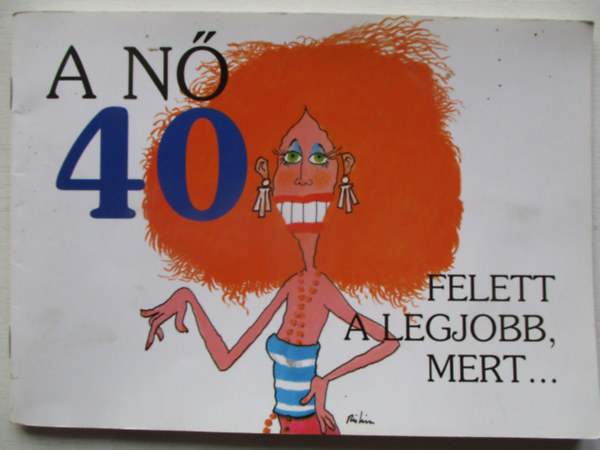 A NŐ
40
FELETT
A LEGJOBB,
MERT...